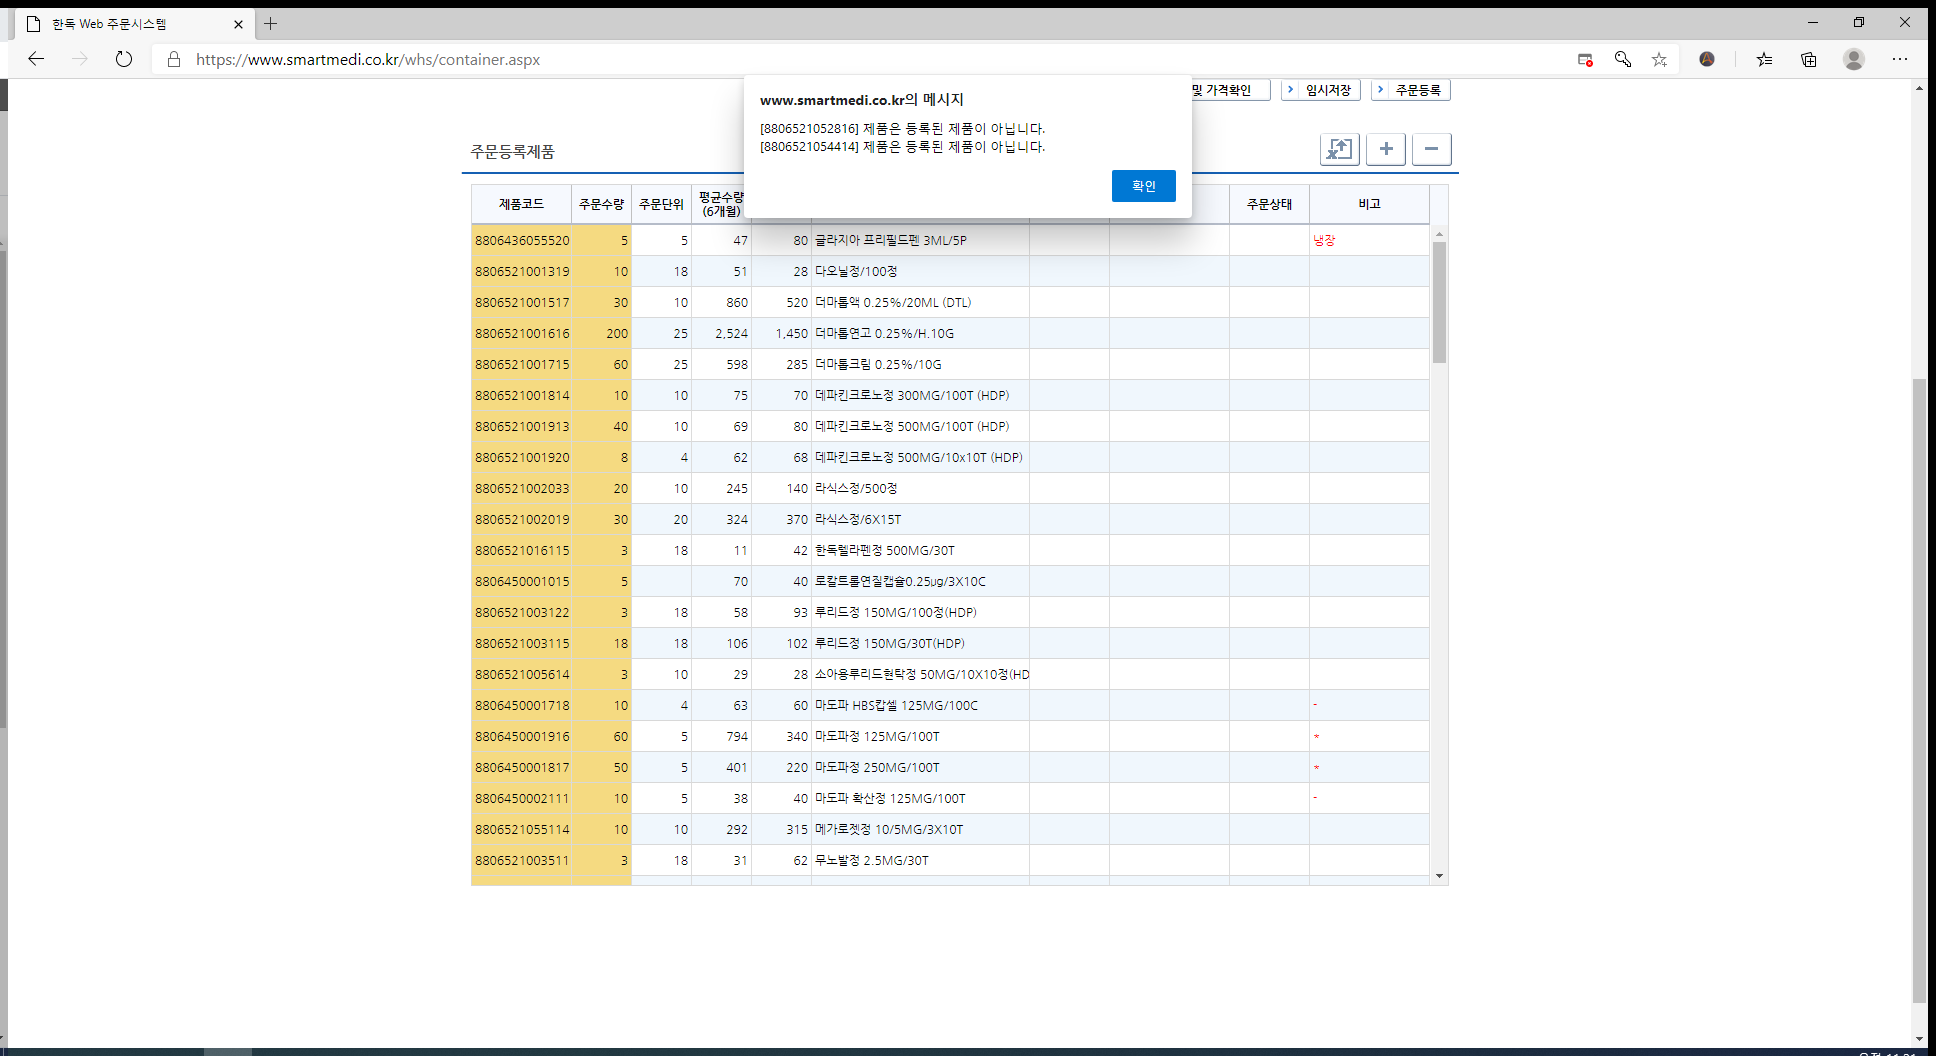 한독 Web 주문시스템
https://www.smartmedi.co.kr/whs/container.aspx
www.smartmedi.co.kr의 메시지
[8806521052816] 제품은 등록된 제품이 아닙니다.
[8806521054414] 제품은 등록된 제품이 아닙니다.
확인
및 가격확인 임시저장 주문등록
주문등록제품
제품코드 주문수량 주문단위 평균수량 (6개월) 주문상태 비고
8806436055520 5 5 47 80 글라지아 프리필드펜 3ML/5P 냉장
8806521001319 10 18 51 28 다오닐정/100정
8806521001517 30 10 860 520 더마톱액 0.25%/20ML (DTL)
8806521001616 200 25 2,524 1,450 더마톱연고 0.25%/H.10G
8806521001715 60 25 598 285 더마톱크림 0.25%/10G
8806521001814 10 10 75 70 데파킨크로노정 300MG/100T (HDP)
8806521001913 40 10 69 80 데파킨크로노정 500MG/100T (HDP)
8806521001920 8 4 62 68 데파킨크로노정 500MG/10x10T (HDP)
8806521002033 20 10 245 140 라식스정/500정
8806521002019 30 20 324 370 라식스정/6X15T
8806521016115 3 18 11 42 한독렐라펜정 500MG/30T
8806450001015 5 70 40 로칼트롤연질캡슐0.25μg/3X10C
8806521003122 3 18 58 93 루리드정 150MG/100정(HDP)
8806521003115 18 18 106 102 루리드정 150MG/30T(HDP)
8806521005614 3 10 29 28 소아용루리드현탁정 50MG/10X10정(HD
8806450001718 10 4 63 60 마도파 HBS캅셀 125MG/100C -
8806450001916 60 5 794 340 마도파정 125MG/100T *
8806450001817 50 5 401 220 마도파정 250MG/100T *
8806450002111 10 5 38 40 마도파 확산정 125MG/100T -
8806521055114 10 10 292 315 메가로젯정 10/5MG/3X10T
8806521003511 3 18 31 62 무노발정 2.5MG/30T